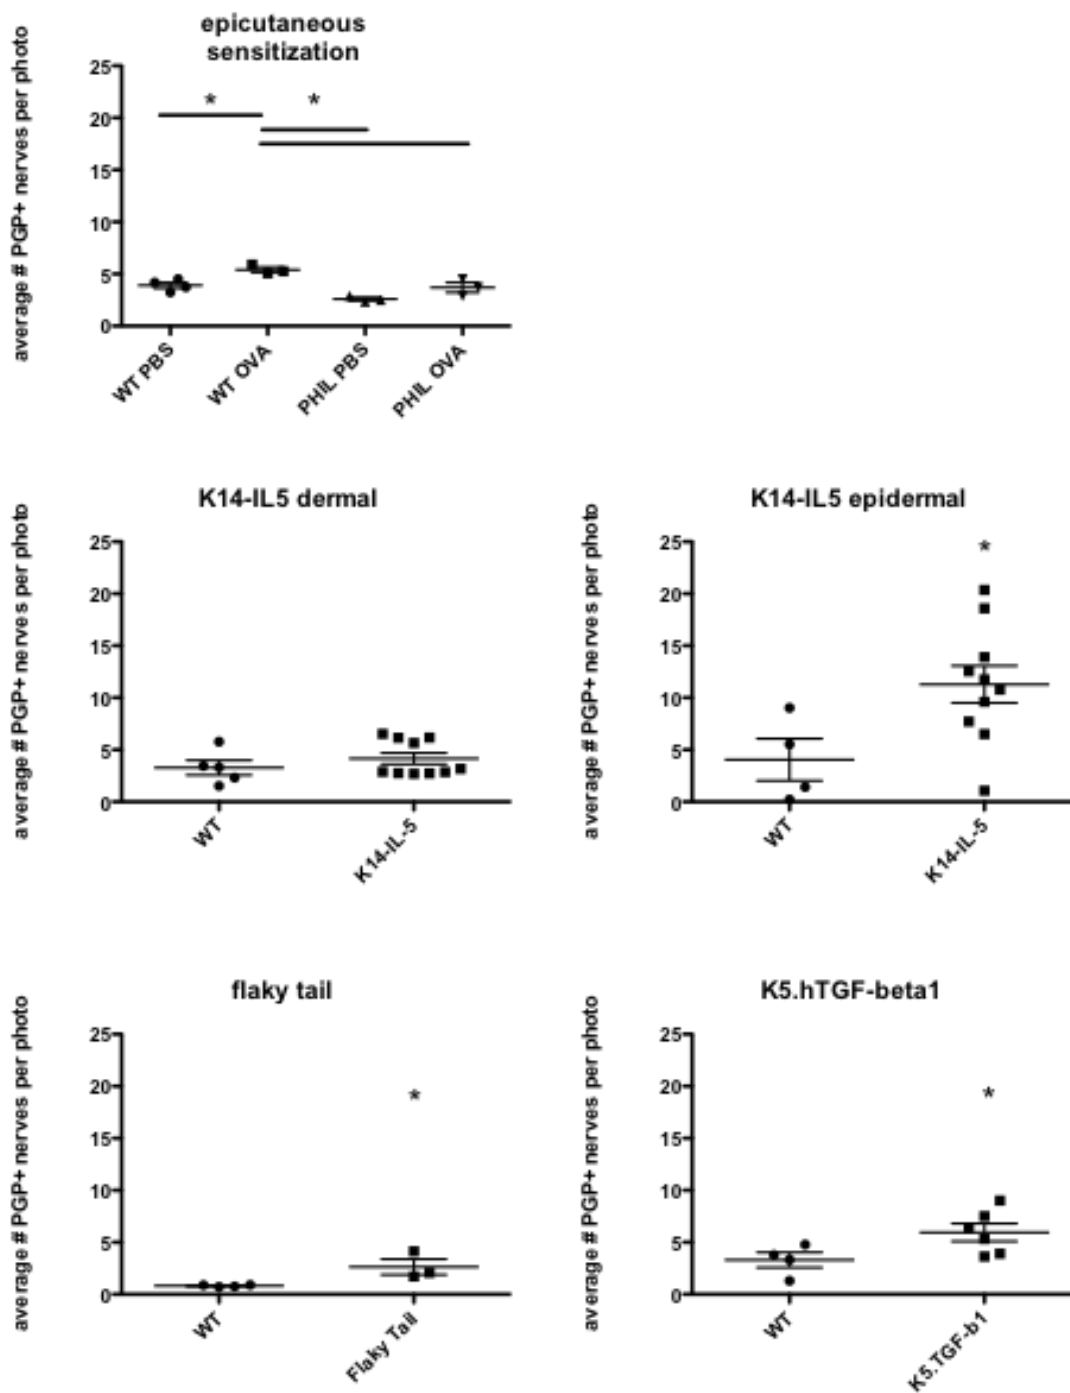 epicutaneous
sensitization
average # PGP+ nerves per photo
25
20
15
10
5
0
*
*
WT PBS
WT OVA
PHIL PBS
PHIL OVA
K14-IL5 dermal
average # PGP+ nerves per photo
25
20
15
10
5
0
WT
K14-IL-5
K14-IL5 epidermal
average # PGP+ nerves per photo
25
20
15
10
5
0
*
WT
K14-IL-5
flaky tail
average # PGP+ nerves per photo
25
20
15
10
5
0
*
WT
Flaky Tail
K5.hTGF-beta1
average # PGP+ nerves per photo
25
20
15
10
5
0
*
WT
K5.TGF-b1